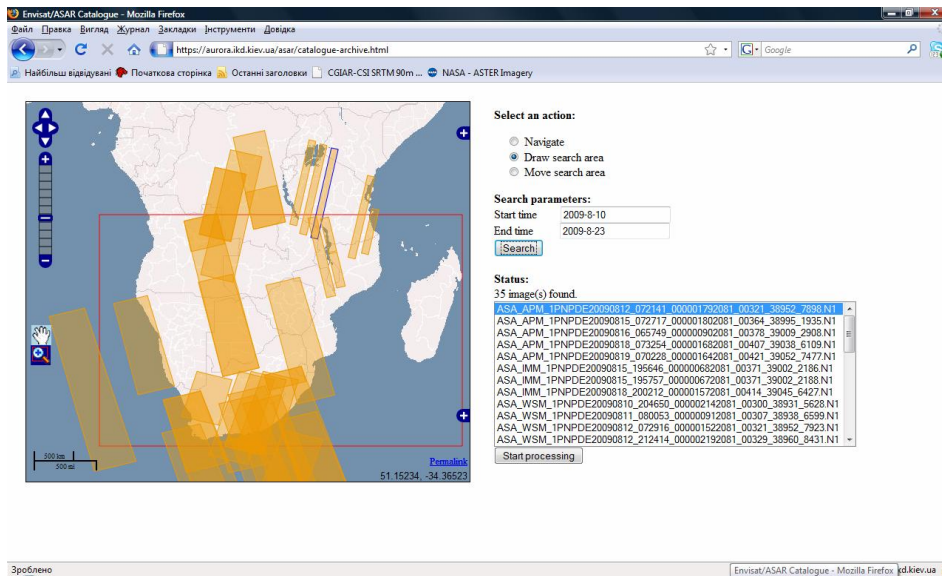 Envisat/ASAR Catalogue - Mozilla Firefox
Файл Правка Вигляд Журнал Закладки Інструменти Довідка
https://aurora.ikd.kiev.ua/asar/catalogue-archive.html
Google
Найбільш відвідувані Початкова сторінка Останні заголовки CGIAR-CSI SRTM 90m ... NASA - ASTER Imagery
Select an action:
Navigate
Draw search area
Move search area
Search parameters:
Start time 2009-8-10
End time 2009-8-23
Search
Status:
35 image(s) found.
ASA_APM_1PNPDE20090812_072141_000001792081_00321_38952_7898.N1
ASA_APM_1PNPDE20090815_072717_000001802081_00364_38995_1935.N1
ASA_APM_1PNPDE20090816_065749_000000902081_00378_39009_2908.N1
ASA_APM_1PNPDE20090818_073254_000001682081_00407_39038_6109.N1
ASA_APM_1PNPDE20090819_070228_000001642081_00421_39052_7477.N1
ASA_IMM_1PNPDE20090815_195646_000000682081_00371_39002_2186.N1
ASA_IMM_1PNPDE20090815_195757_000000672081_00371_39002_2188.N1
ASA_IMM_1PNPDE20090818_200212_000001572081_00414_39045_6427.N1
ASA_WSM_1PNPDE20090810_204650_000002142081_00300_38931_5628.N1
ASA_WSM_1PNPDE20090811_080053_000000912081_00307_38938_6599.N1
ASA_WSM_1PNPDE20090812_072916_000001522081_00321_38952_7923.N1
ASA_WSM_1PNPDE20090812_212414_000002192081_00329_38960_8431.N1
Start processing
500 km
500 mi
Permalink
51.15234, -34.36523
Зроблено
Envisat/ASAR Catalogue - Mozilla Firefox
kd.kiev.ua